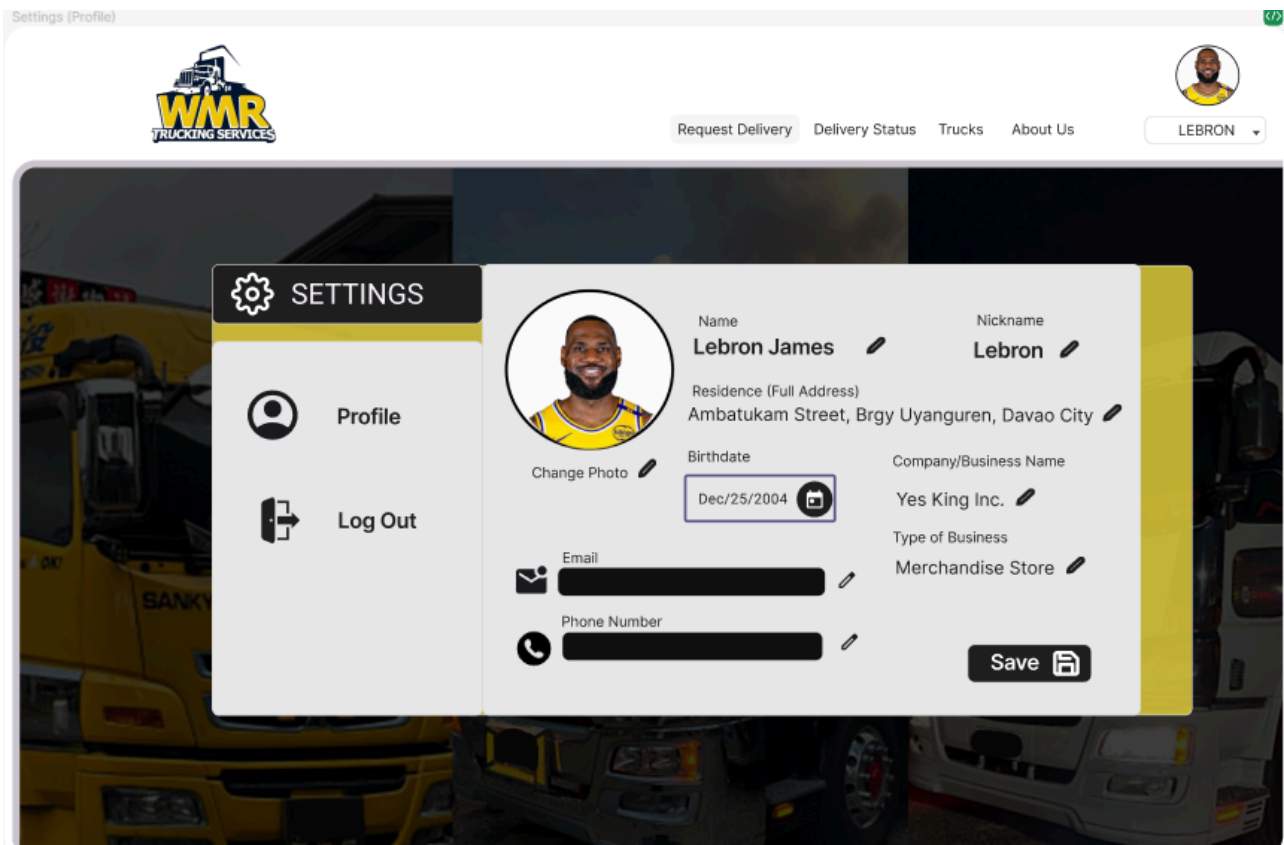 Settings (Profile)
</>
WMR
TRUCKING SERVICES
Request Delivery Delivery Status Trucks About Us
LEBRON
SETTINGS
Profile
Log Out
Change Photo
Name
Lebron James
Nickname
Lebron
Residence (Full Address)
Ambatukam Street, Brgy Uyanguren, Davao City
Birthdate
Dec/25/2004
Company/Business Name
Yes King Inc.
Type of Business
Merchandise Store
Email
Phone Number
Save
OK!
SANKY